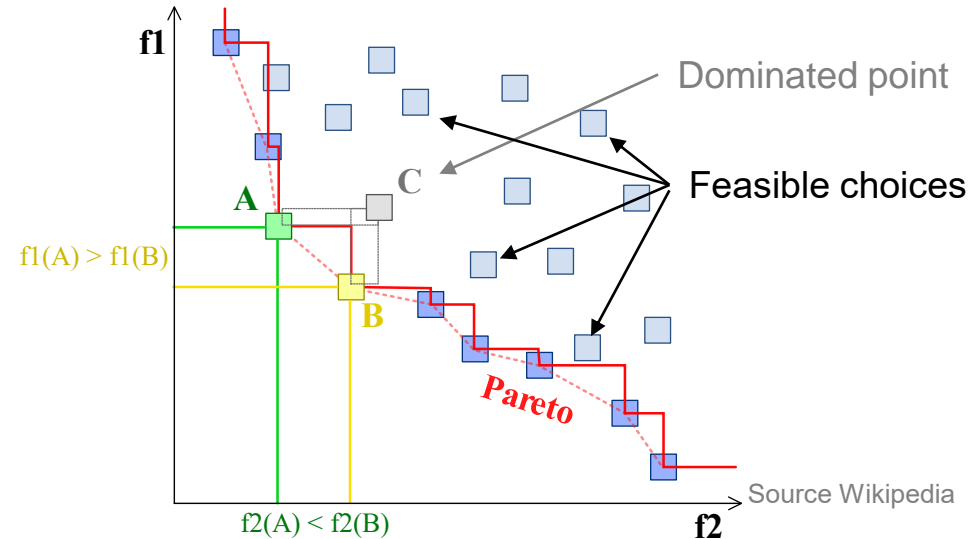 f1
Dominated point
C
Feasible choices
A
f1(A) > f1(B)
B
Pareto
Source Wikipedia
f2(A) < f2(B)
f2